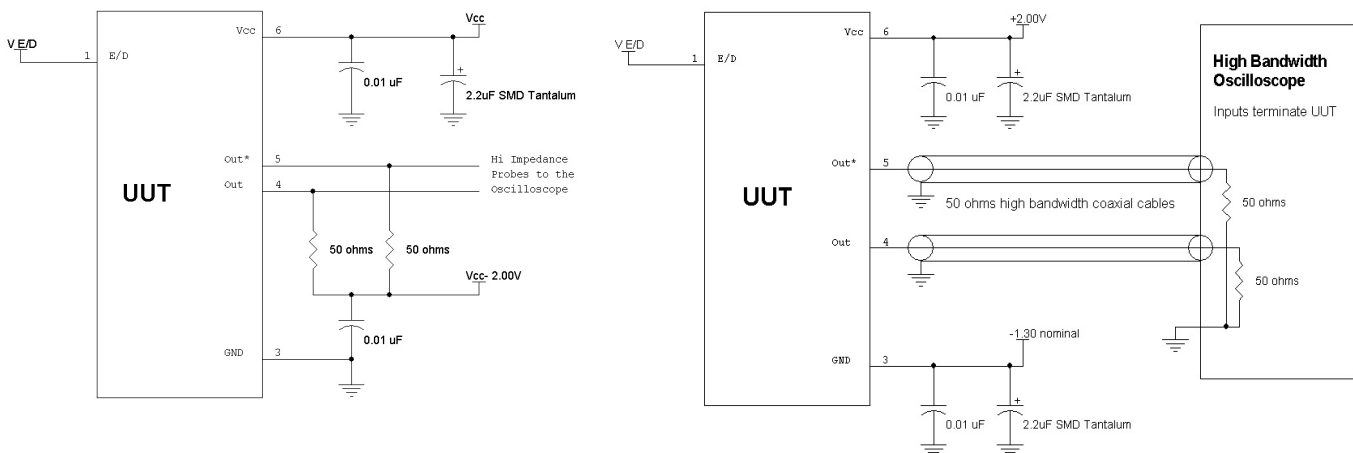 Vcc
Vcc
6
V E/D
1
E/D
0.01 uF
2.2uF SMD Tantalum
+
Out*
5
Out
4
Hi Impedance
Probes to the
Oscilloscope
UUT
50 ohms
50 ohms
Vcc- 2.00V
0.01 uF
GND
3
+2.00V
Vcc
6
V E/D
1
E/D
0.01 uF
+
2.2uF SMD Tantalum
Out*
5
50 ohms high bandwidth coaxial cables
UUT
Out
4
-1.30 nominal
GND
3
0.01 uF
+
2.2uF SMD Tantalum
High Bandwidth
Oscilloscope
Inputs terminate UUT
50 ohms
50 ohms